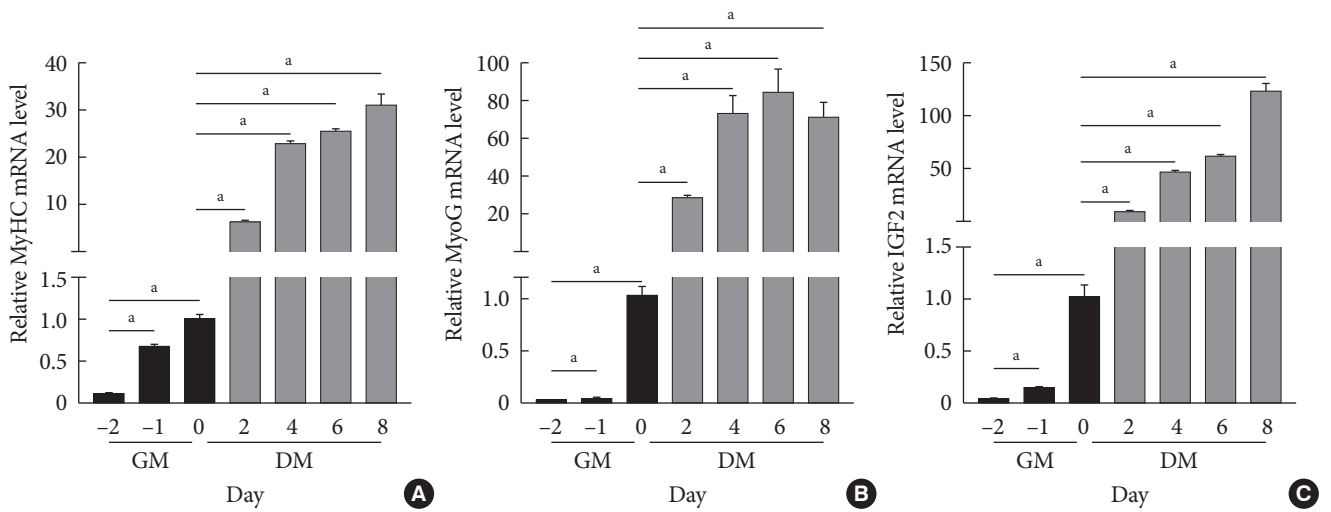 Relative MyHC mRNA level
40
30
20
10
1.5
1.0
0.5
0
a
a
a
a
a
a
–2 –1 0 2 4 6 8
GM DM
Day
A
Relative MyoG mRNA level
100
80
60
40
20
1.0
0.5
0
a
a
a
a
a
a
–2 –1 0 2 4 6 8
GM DM
Day
B
Relative IGF2 mRNA level
150
100
50
1.5
1.0
0.5
0
a
a
a
a
a
a
–2 –1 0 2 4 6 8
GM DM
Day
C